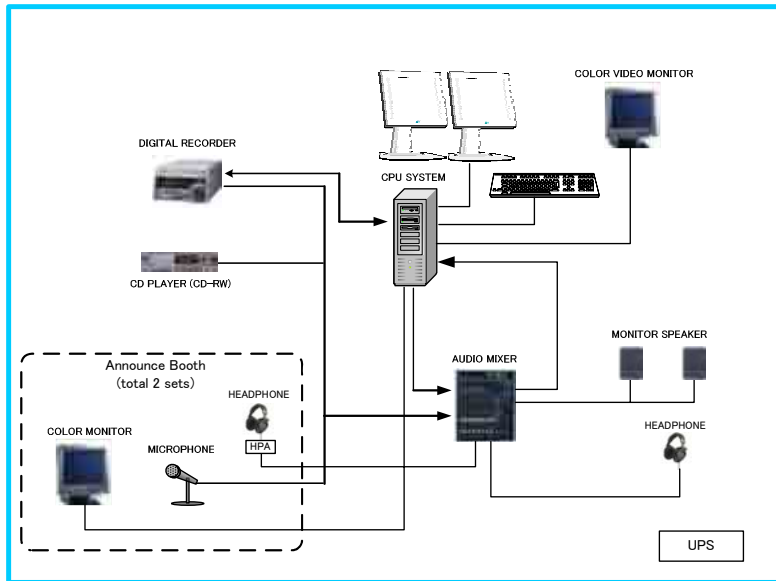 COLOR VIDEO MONITOR
DIGITAL RECORDER
CPU SYSTEM
CD PLAYER (CD-RW)
MONITOR SPEAKER
AUDIO MIXER
Announce Booth
(total 2 sets)
HEADPHONE
HEADPHONE
COLOR MONITOR
HPA
MICROPHONE
UPS